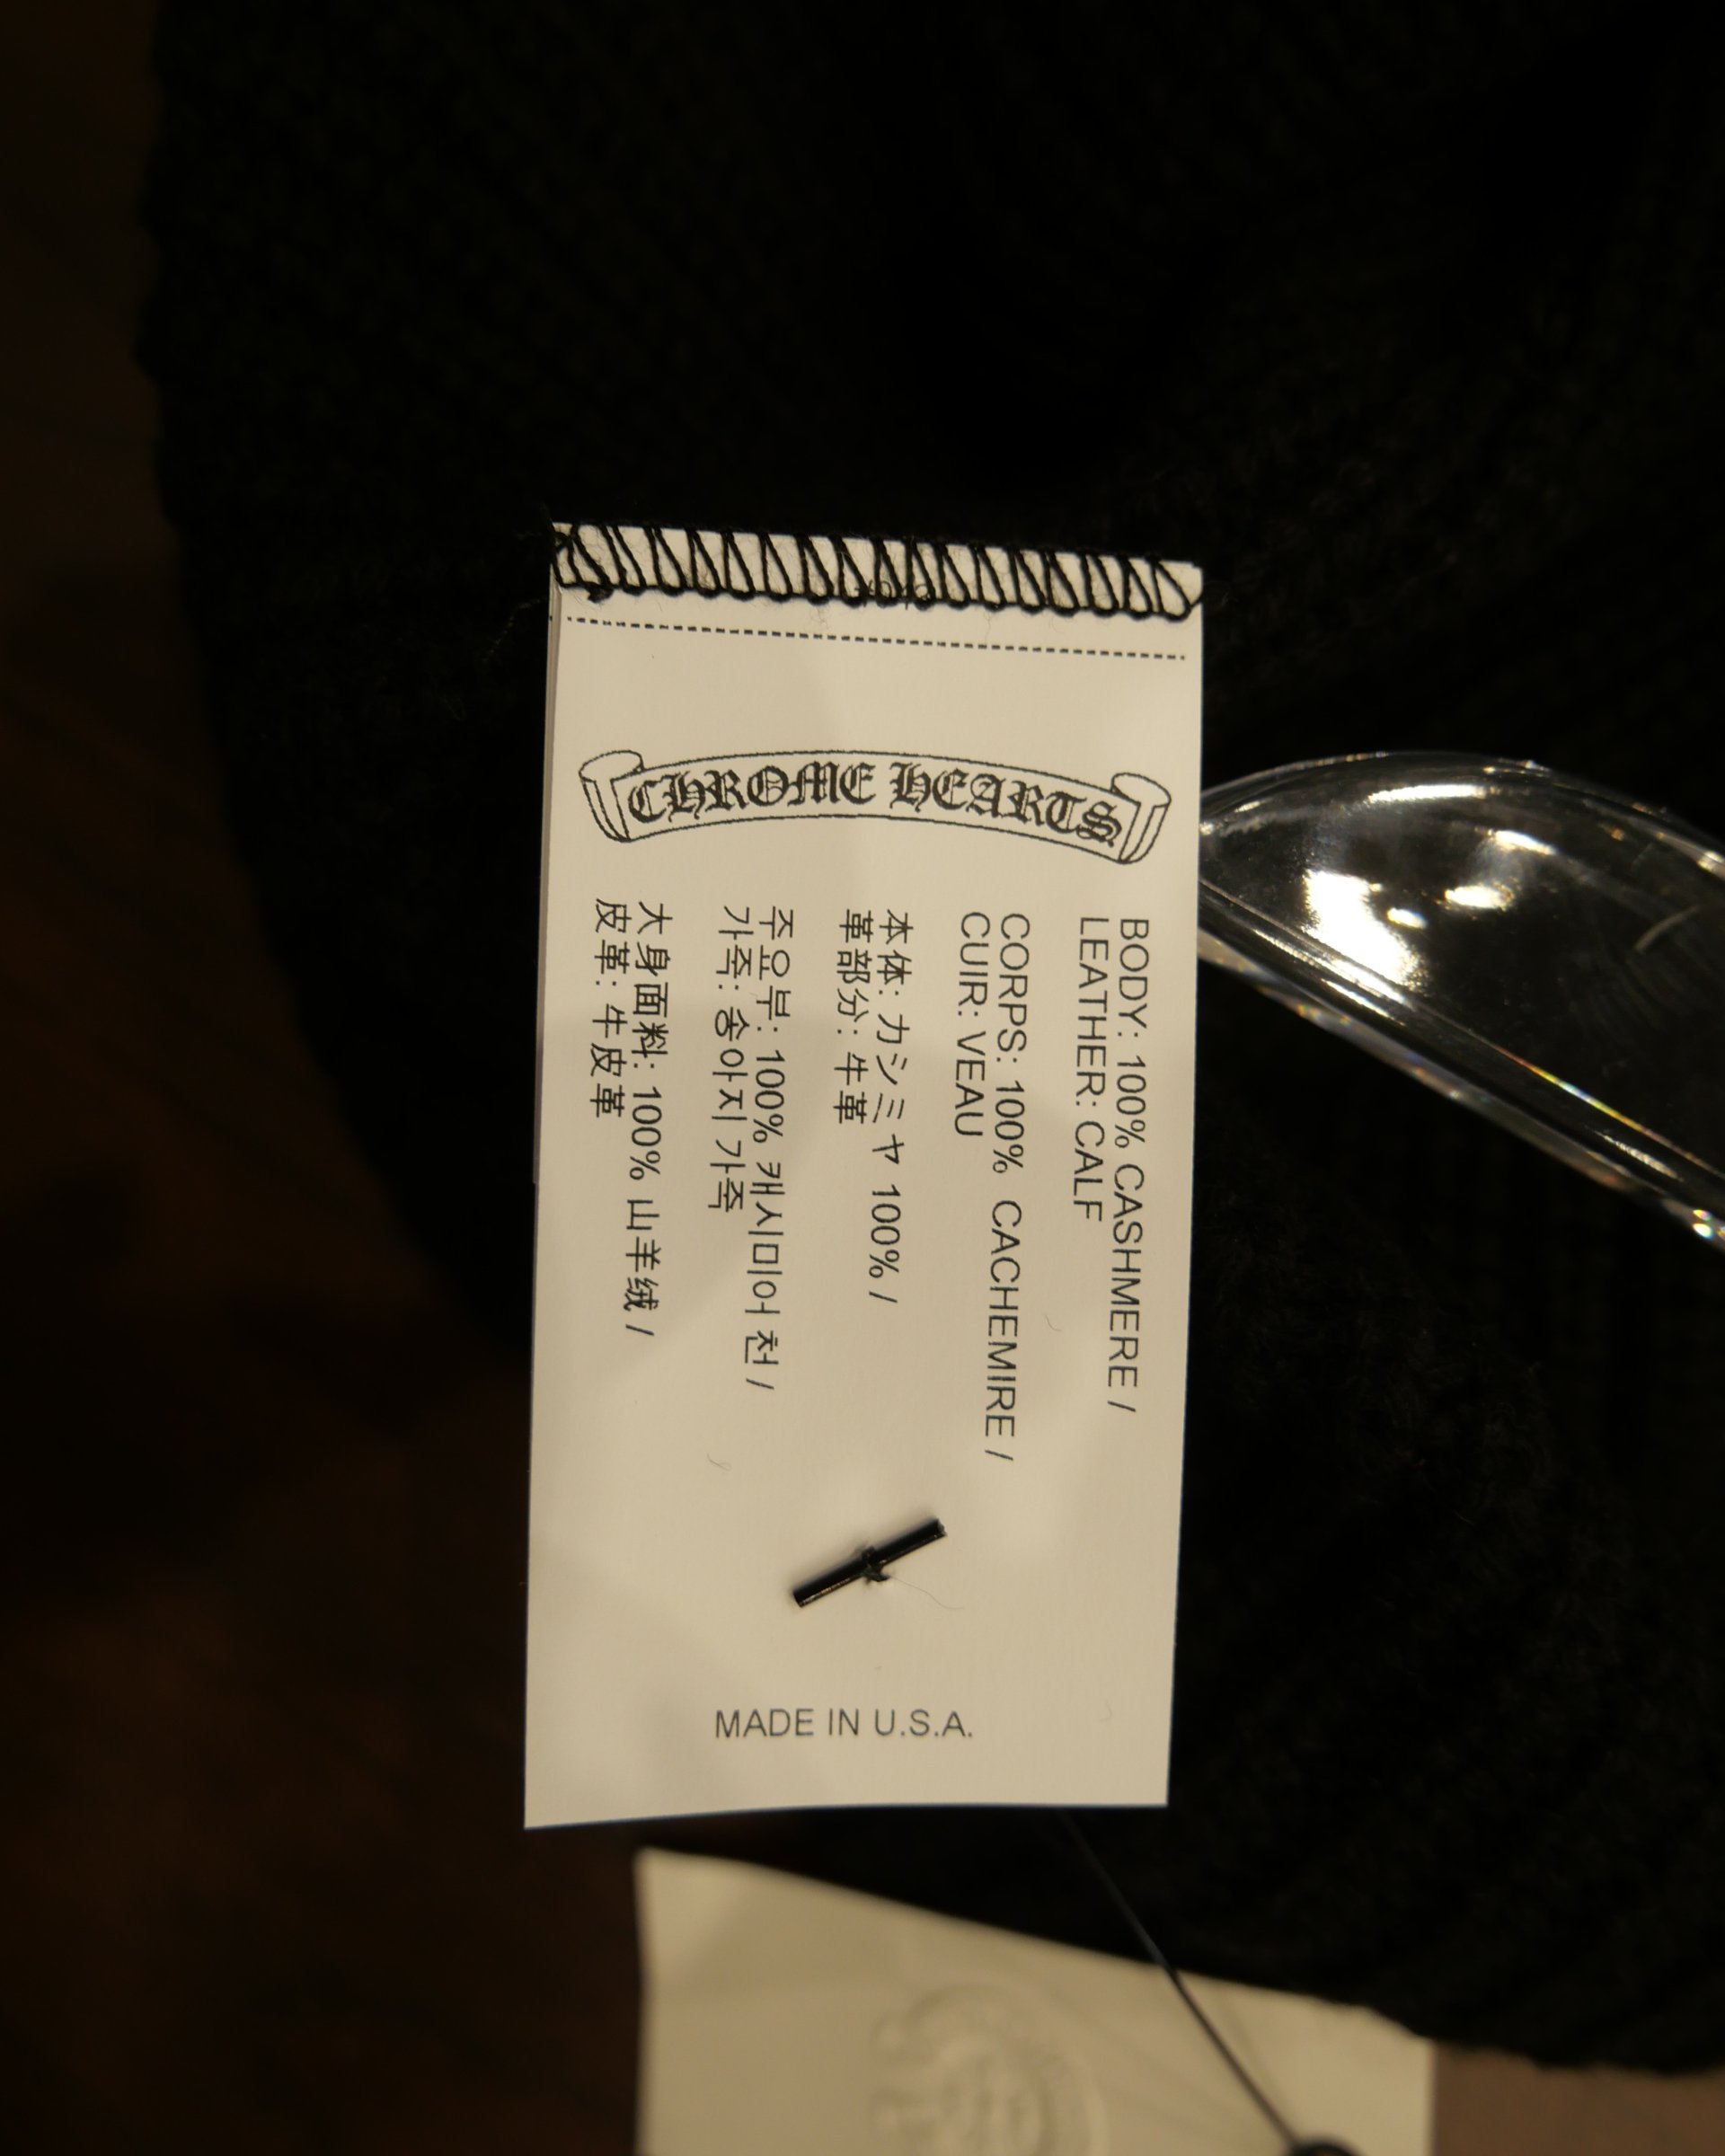 CHROME HEARTS
BODY: 100% CASHMERE /
LEATHER: CALF
CORPS: 100% CACHEMIRE /
CUIR: VEAU
本体: カシミヤ 100% /
革部分: 牛革
주요부: 100% 캐시미어 천 /
가죽: 송아지 가죽
大身面料: 100% 山羊绒 /
皮革: 牛皮革
MADE IN U.S.A.